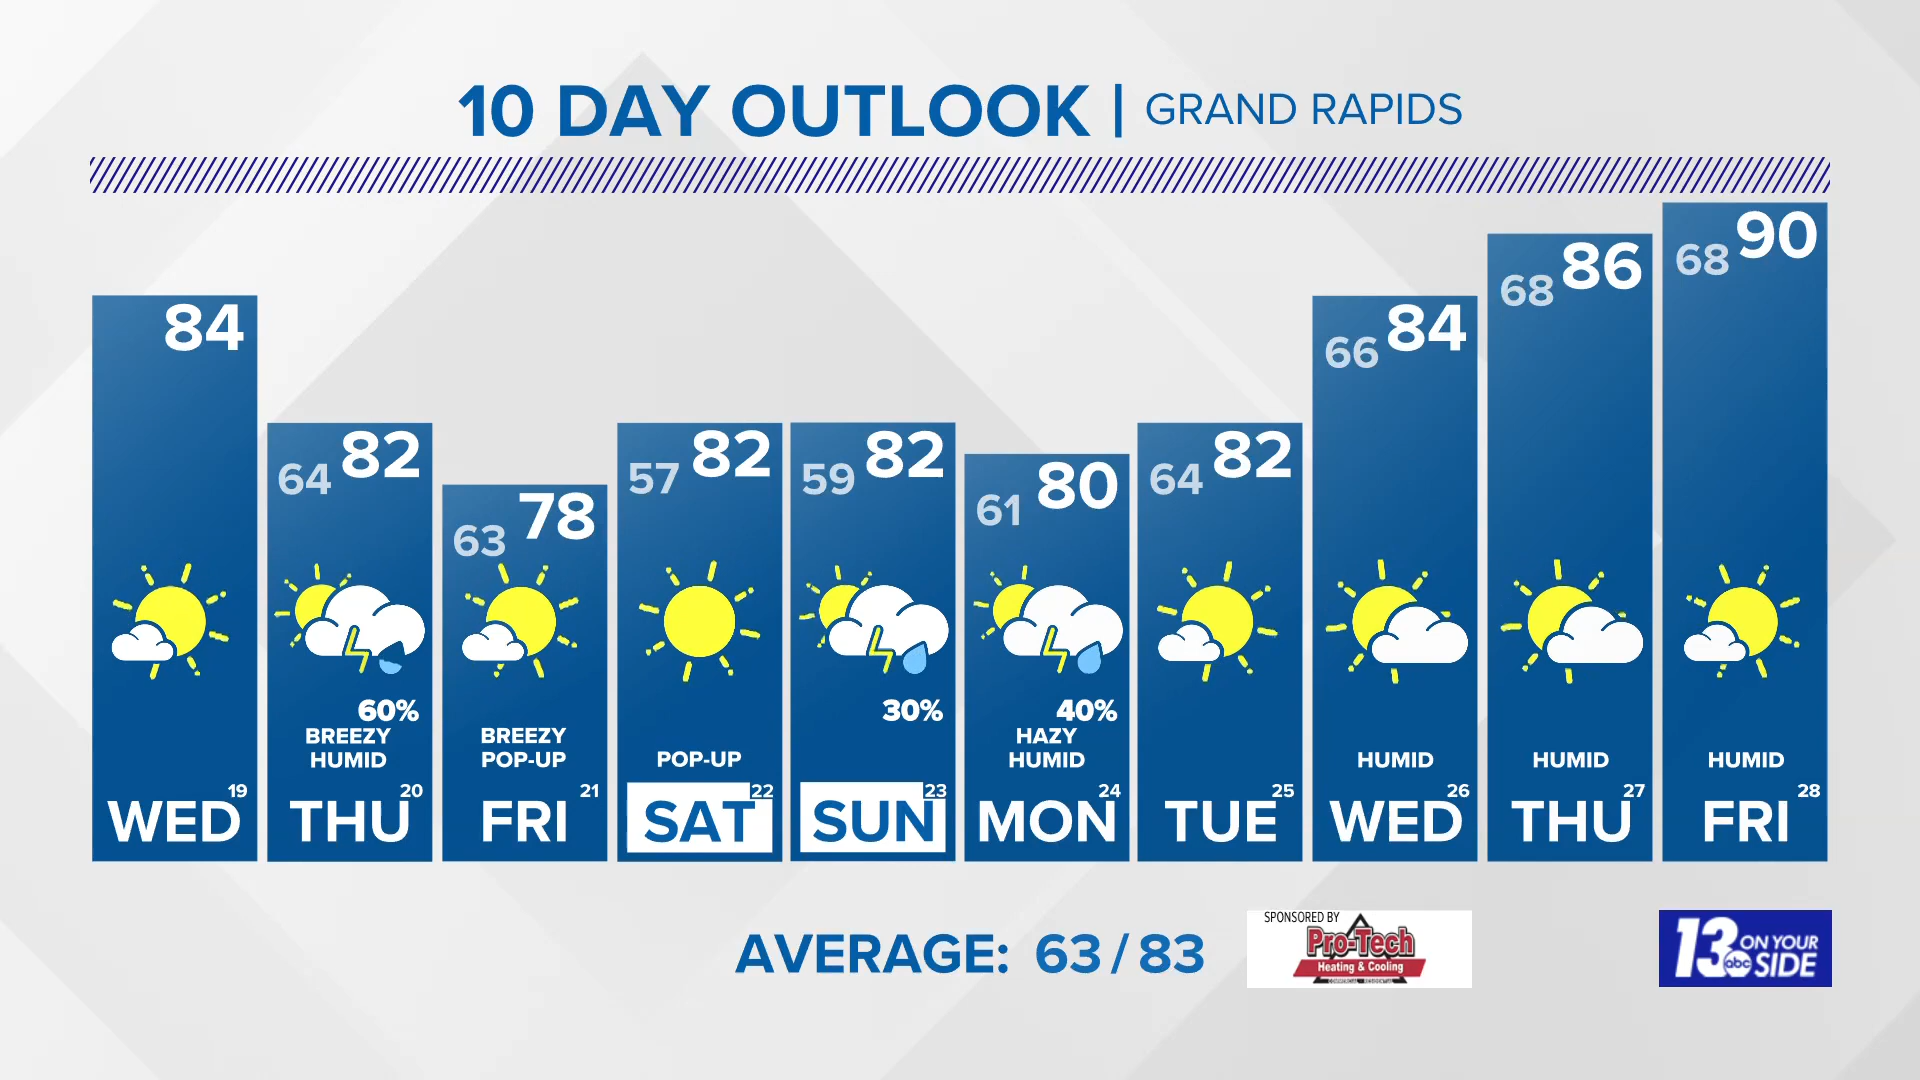 10 DAY OUTLOOK | GRAND RAPIDS
84
WED 19
64 82
60%
BREEZY
HUMID
THU 20
63 78
BREEZY
POP-UP
FRI 21
57 82
POP-UP
SAT 22
59 82
30%
SUN 23
61 80
40%
HAZY
HUMID
MON 24
64 82
TUE 25
66 84
HUMID
WED 26
68 86
HUMID
THU 27
68 90
HUMID
FRI 28
AVERAGE: 63 / 83
SPONSORED BY
Pro-Tech
Heating & Cooling
COMMERCIAL - RESIDENTIAL
13 abc ON YOUR
SIDE